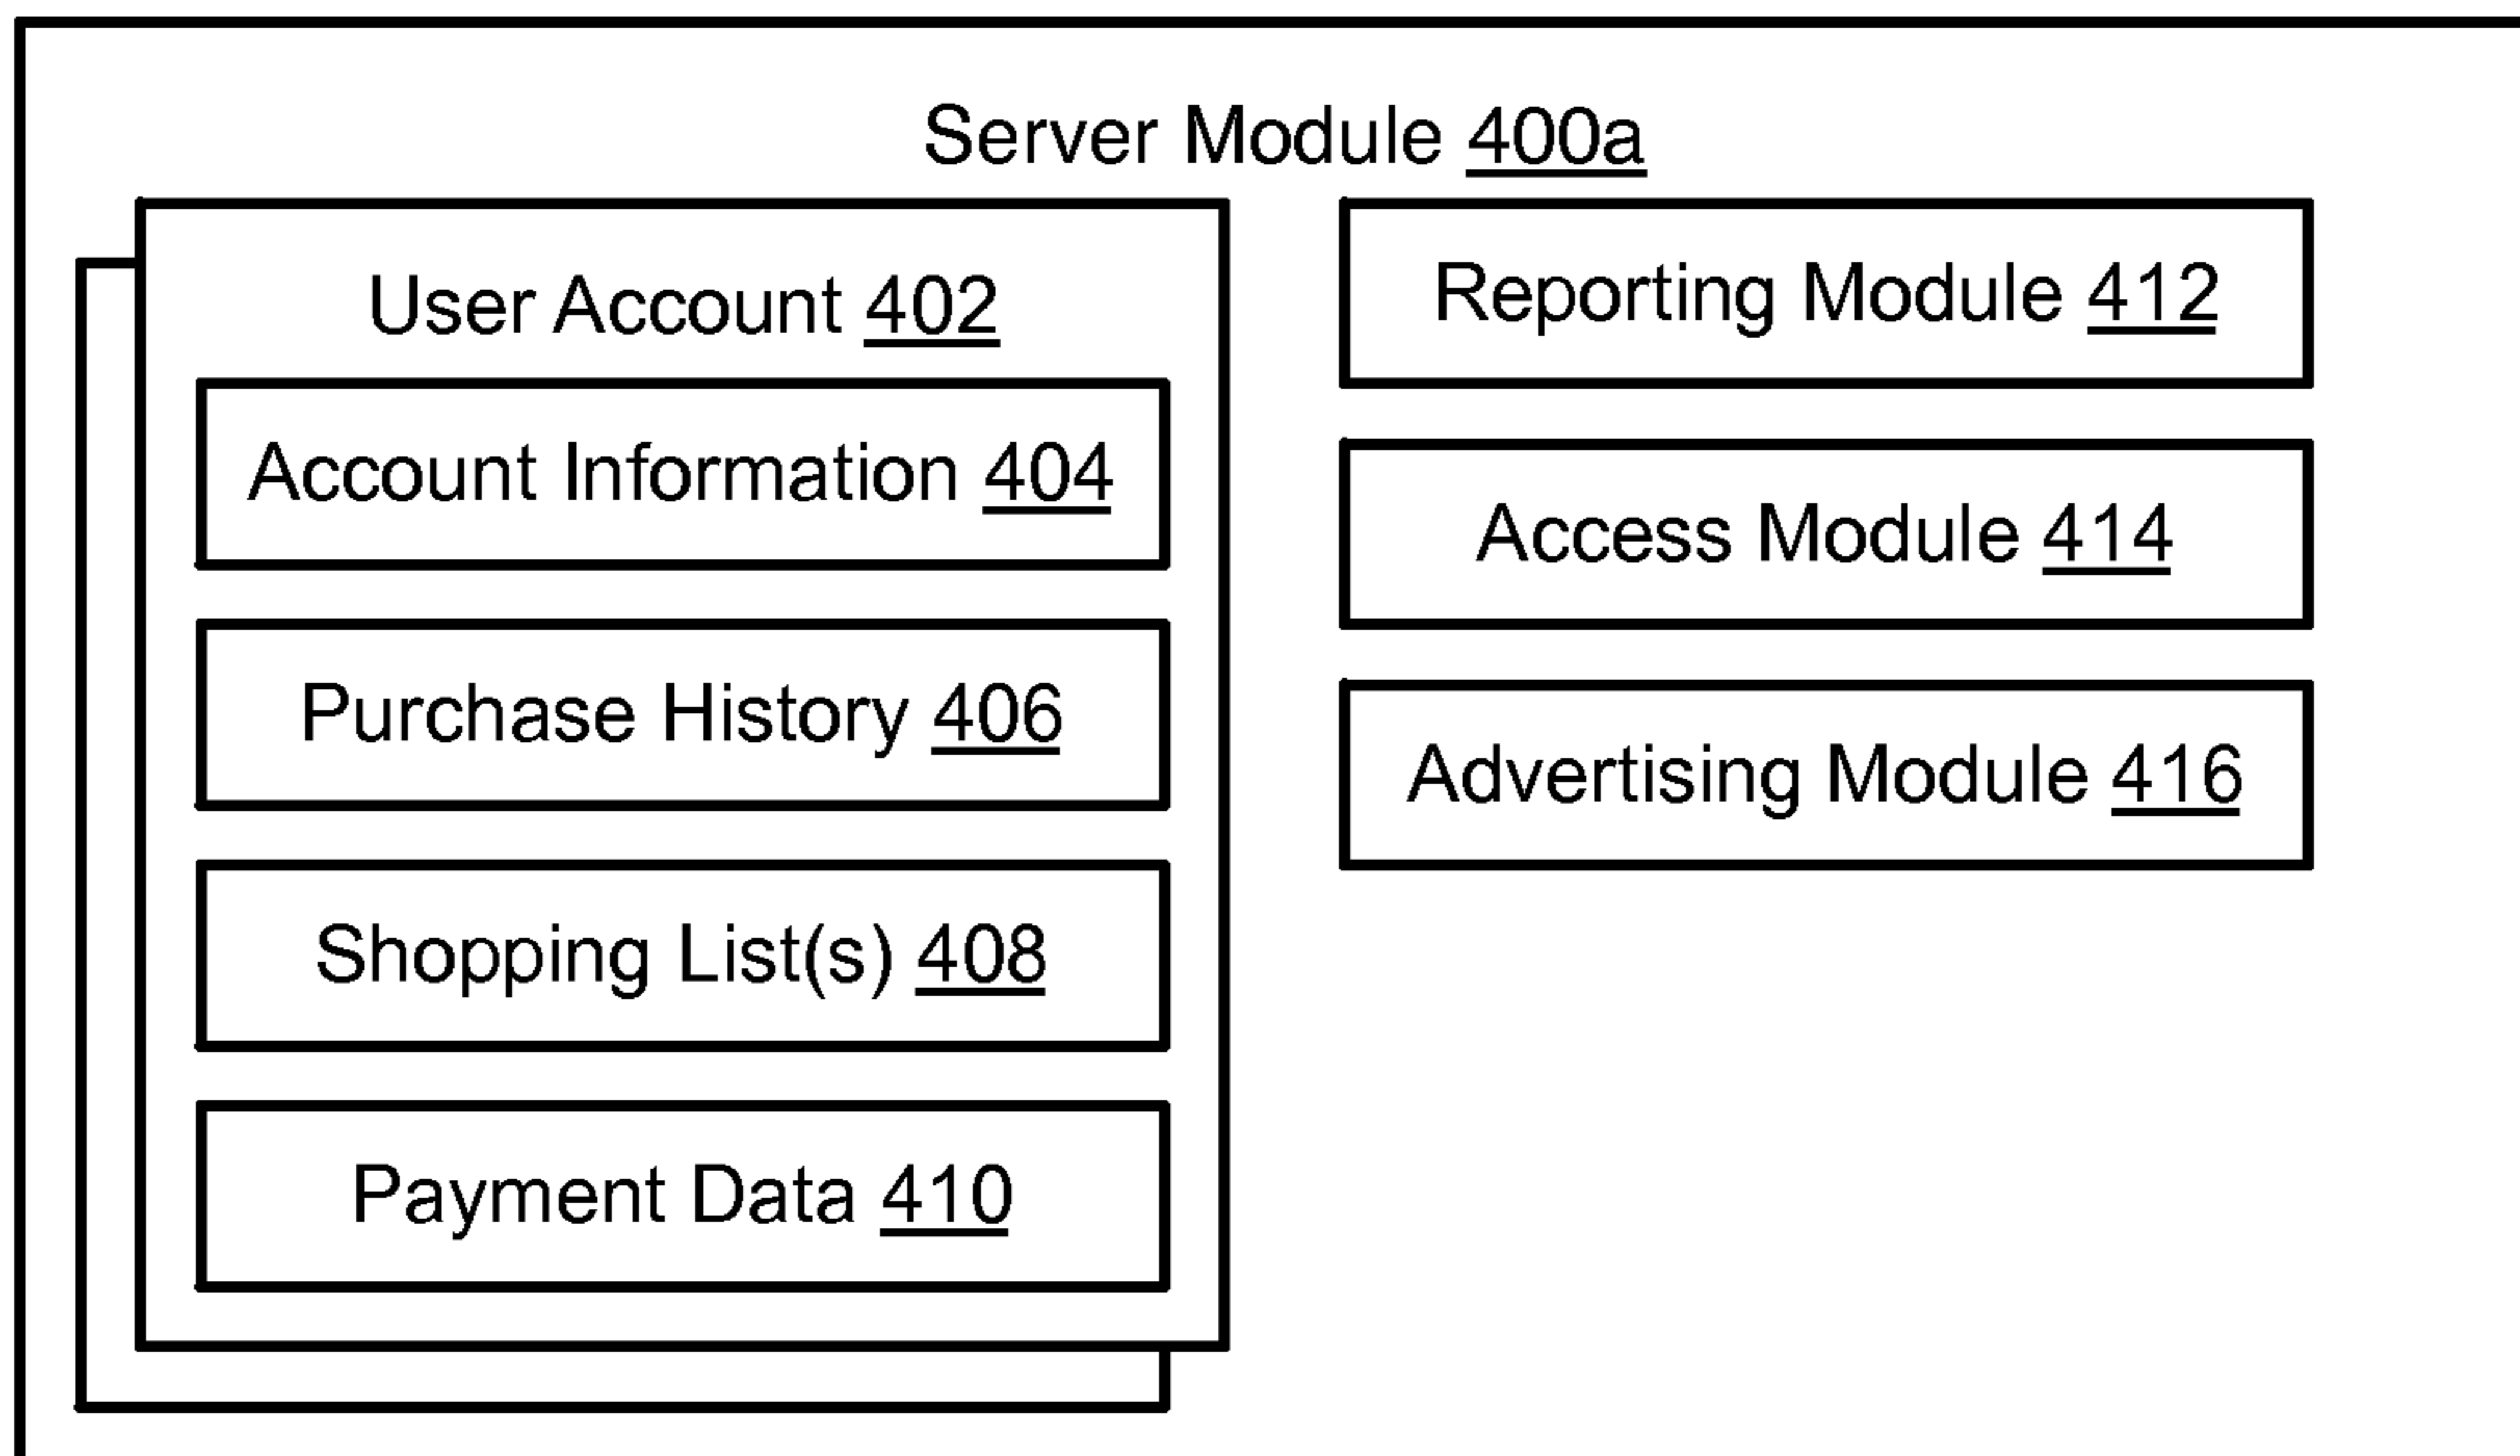 Server Module 400a
User Account 402
Account Information 404
Purchase History 406
Shopping List(s) 408
Payment Data 410
Reporting Module 412
Access Module 414
Advertising Module 416